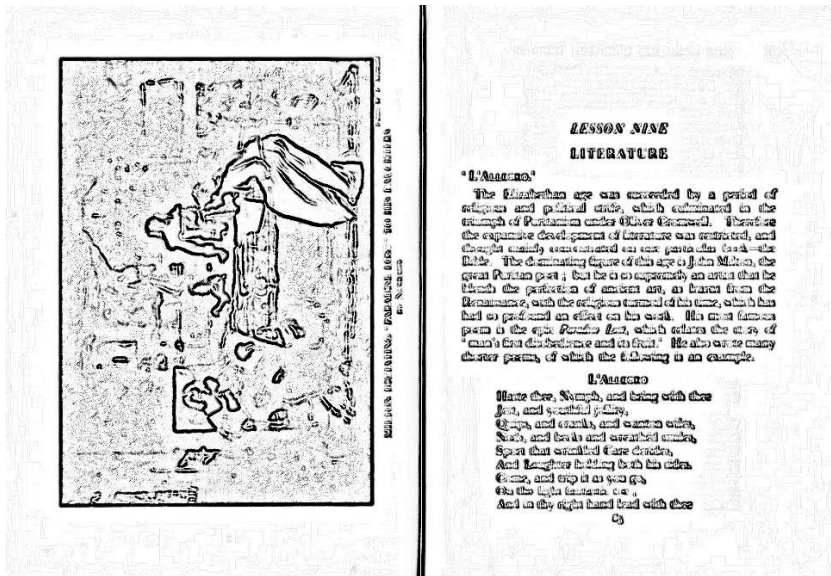 MILTON DICTATING "PARADISE LOST" TO HIS DAUGHTERS
LESSON NINE
LITERATURE
"L'ALLEGRO."
The Elizabethan age was succeeded by a period of
religious and political strife, which culminated in the
triumph of Puritanism under Oliver Cromwell. Therefore
the expansive development of literature was restricted, and
thought mainly concentrated on one particular book—the
Bible. The dominating figure of this age is John Milton, the
great Puritan poet; but he is so supremely an artist that he
blends the perfection of ancient art, as learnt from the
Renaissance, with the religious turmoil of his time, which has
had so profound an effect on his work. His most famous
poem is the epic Paradise Lost, which relates the story of
"man's first disobedience and its fruit." He also wrote many
shorter poems, of which the following is an example.
L'ALLEGRO
Haste thee, Nymph, and bring with thee
Jest, and youthful jollity,
Quips, and cranks, and wanton wiles,
Nods, and becks and wreathed smiles,
Sport that wrinkled Care derides,
And Laughter holding both his sides.
Come, and trip it as you go,
On the light fantastic toe;
And in thy right hand lead with thee